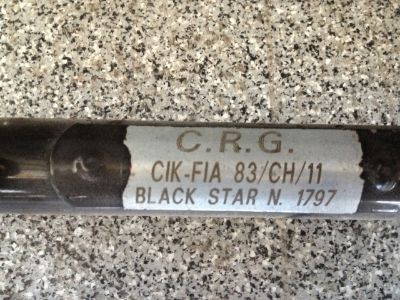 C.R.G.
CIK-FIA 83/CH/11
BLACK STAR N. 1797